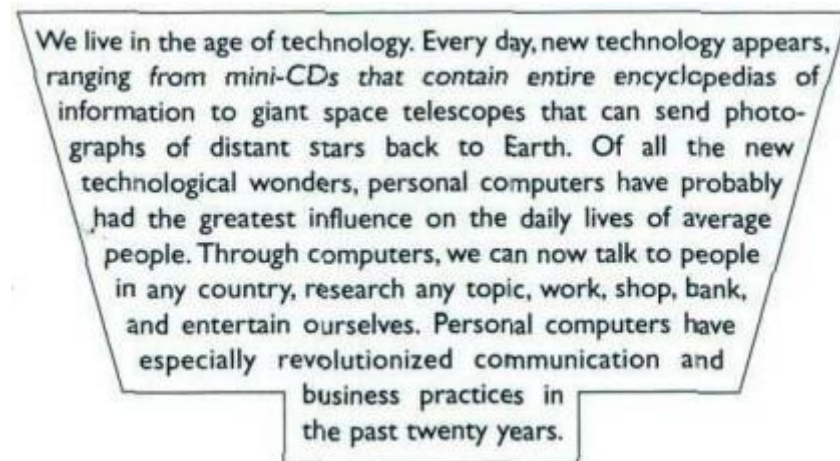 We live in the age of technology. Every day, new technology appears,
ranging from mini-CDs that contain entire encyclopedias of
information to giant space telescopes that can send photo-
graphs of distant stars back to Earth. Of all the new
technological wonders, personal computers have probably
had the greatest influence on the daily lives of average
people. Through computers, we can now talk to people
in any country, research any topic, work, shop, bank,
and entertain ourselves. Personal computers have
especially revolutionized communication and
business practices in
the past twenty years.